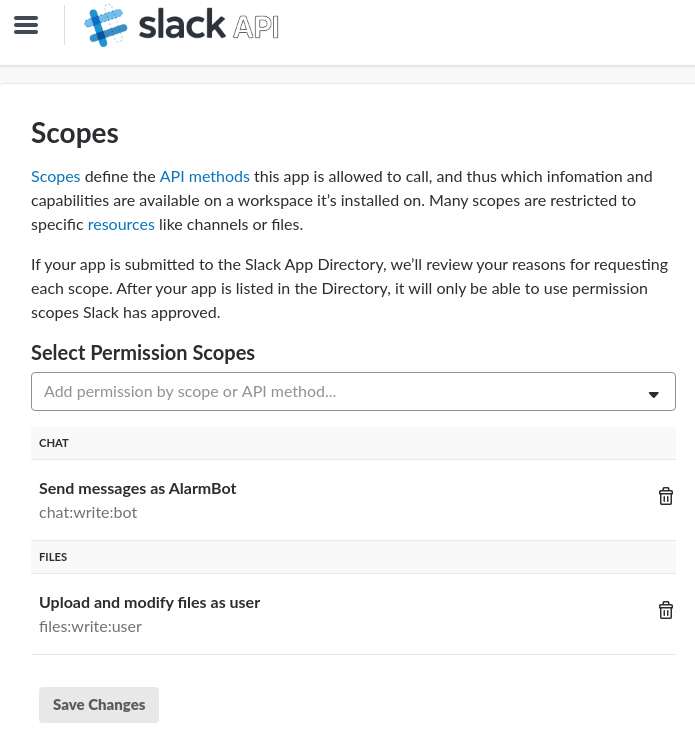 slack API
Scopes
Scopes define the API methods this app is allowed to call, and thus which infomation and
capabilities are available on a workspace it’s installed on. Many scopes are restricted to
specific resources like channels or files.
If your app is submitted to the Slack App Directory, we’ll review your reasons for requesting
each scope. After your app is listed in the Directory, it will only be able to use permission
scopes Slack has approved.
Select Permission Scopes
Add permission by scope or API method...
CHAT
Send messages as AlarmBot
chat:write:bot
FILES
Upload and modify files as user
files:write:user
Save Changes